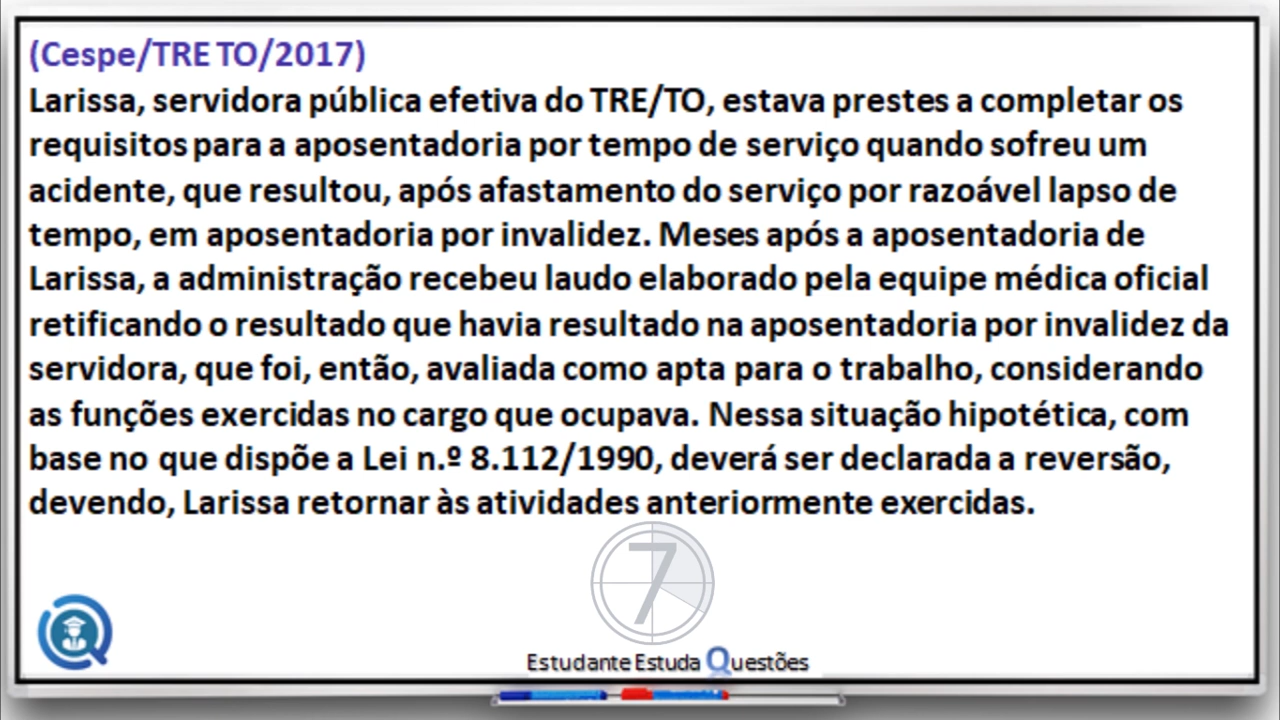 (Cespe/TRE TO/2017)
Larissa, servidora pública efetiva do TRE/TO, estava prestes a completar os
requisitos para a aposentadoria por tempo de serviço quando sofreu um
acidente, que resultou, após afastamento do serviço por razoável lapso de
tempo, em aposentadoria por invalidez. Meses após a aposentadoria de
Larissa, a administração recebeu laudo elaborado pela equipe médica oficial
retificando o resultado que havia resultado na aposentadoria por invalidez da
servidora, que foi, então, avaliada como apta para o trabalho, considerando
as funções exercidas no cargo que ocupava. Nessa situação hipotética, com
base no que dispõe a Lei n.º 8.112/1990, deverá ser declarada a reversão,
devendo, Larissa retornar às atividades anteriormente exercidas.
7
Estudante Estuda Questões